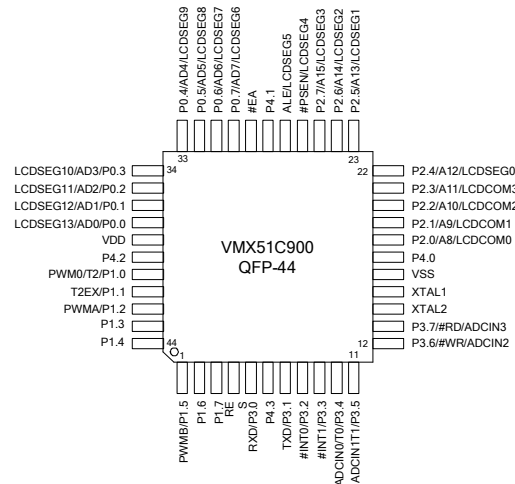 P0.4/AD4/LCDSEG9
P0.5/AD5/LCDSEG8
P0.6/AD6/LCDSEG7
P0.7/AD7/LCDSEG6
#EA
P4.1
ALE/LCDSEG5
#PSEN/LCDSEG4
P2.7/A15/LCDSEG3
P2.6/A14/LCDSEG2
P2.5/A13/LCDSEG1
33
23
34
22
LCDSEG10/AD3/P0.3
LCDSEG11/AD2/P0.2
LCDSEG12/AD1/P0.1
LCDSEG13/AD0/P0.0
VDD
P4.2
PWM0/T2/P1.0
T2EX/P1.1
PWMA/P1.2
P1.3
P1.4
VMX51C900
QFP-44
P2.4/A12/LCDSEG0
P2.3/A11/LCDCOM3
P2.2/A10/LCDCOM2
P2.1/A9/LCDCOM1
P2.0/A8/LCDCOM0
P4.0
VSS
XTAL1
XTAL2
P3.7/#RD/ADCIN3
P3.6/#WR/ADCIN2
44
12
1
11
PWMB/P1.5
P1.6
P1.7
RE
S
RXD/P3.0
P4.3
TXD/P3.1
#INT0/P3.2
#INT1/P3.3
ADCIN0/T0/P3.4
ADCIN1T1/P3.5